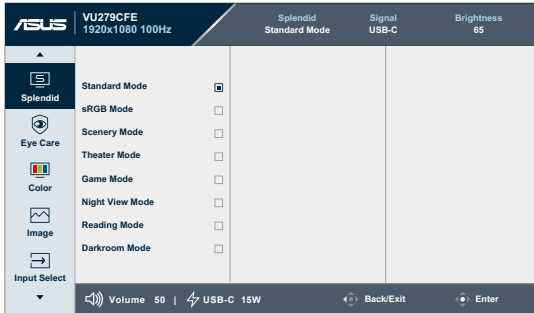 ASUS
VU279CFE
1920x1080 100Hz
Splendid
Standard Mode
Signal
USB-C
Brightness
65
Splendid
Eye Care
Color
Image
Input Select
Standard Mode
sRGB Mode
Scenery Mode
Theater Mode
Game Mode
Night View Mode
Reading Mode
Darkroom Mode
Volume 50 | USB-C 15W
Back/Exit
Enter